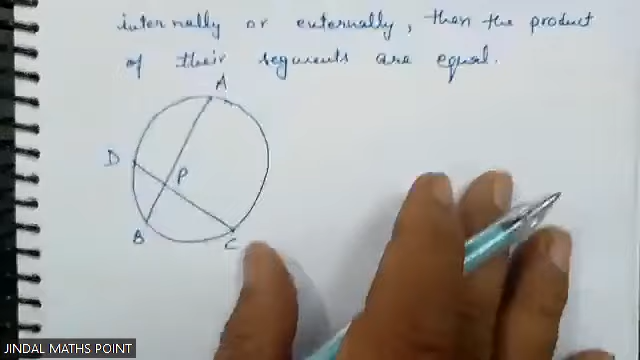 internally or externally, then the product
of their segments are equal.
A
D
P
B
C
JINDAL MATHS POINT